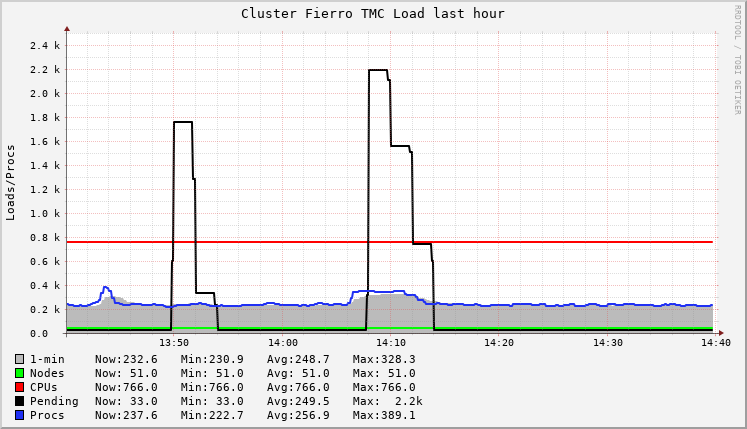 Cluster Fierro TMC Load last hour
RRDTOOL / TOBI OETIKER
Loads/Procs
2.4 k
2.2 k
2.0 k
1.8 k
1.6 k
1.4 k
1.2 k
1.0 k
0.8 k
0.6 k
0.4 k
0.2 k
0.0
13:50 14:00 14:10 14:20 14:30 14:40
1-min Now:232.6 Min:230.9 Avg:248.7 Max:328.3
Nodes Now: 51.0 Min: 51.0 Avg: 51.0 Max: 51.0
CPUs Now:766.0 Min:766.0 Avg:766.0 Max:766.0
Pending Now: 33.0 Min: 33.0 Avg:249.5 Max: 2.2k
Procs Now:237.6 Min:222.7 Avg:256.9 Max:389.1